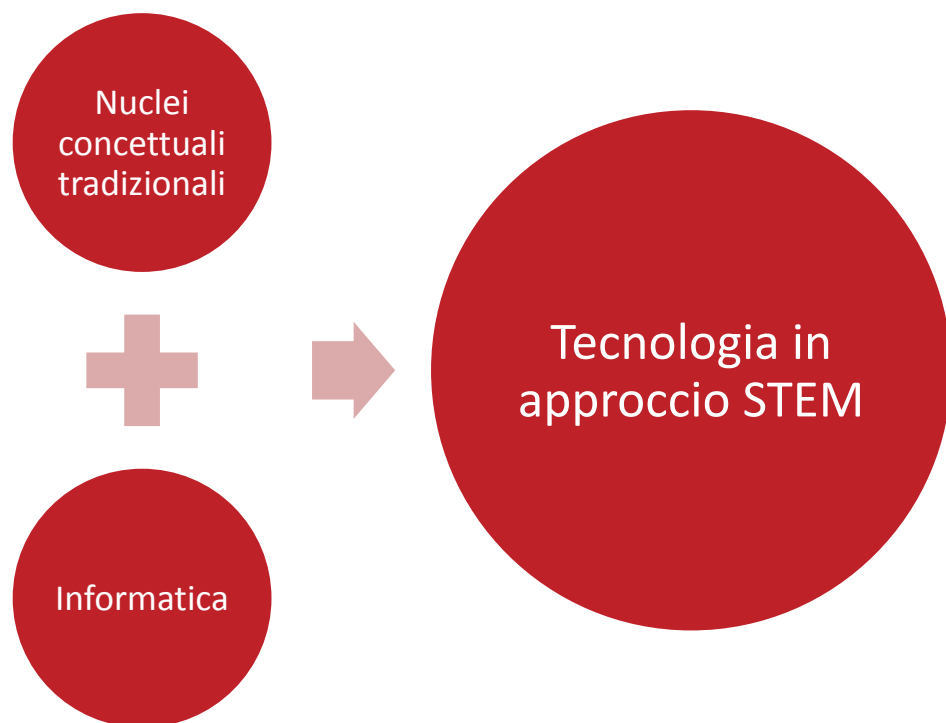 Nuclei
concettuali
tradizionali
Informatica
Tecnologia in
approccio STEM